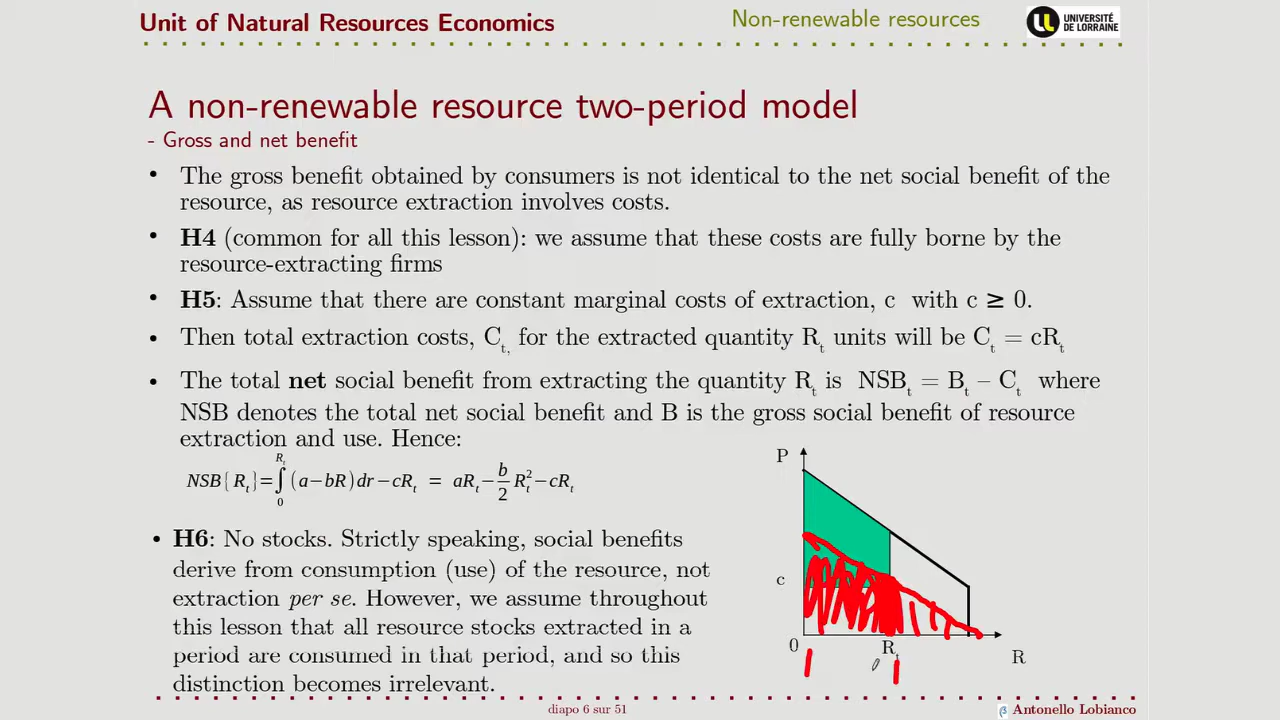 Unit of Natural Resources Economics
Non-renewable resources
UNIVERSITÉ
DE LORRAINE
A non-renewable resource two-period model
- Gross and net benefit
• The gross benefit obtained by consumers is not identical to the net social benefit of the
resource, as resource extraction involves costs.
• H4 (common for all this lesson): we assume that these costs are fully borne by the
resource-extracting firms
• H5: Assume that there are constant marginal costs of extraction, c with c ≥ 0.
• Then total extraction costs, C_t, for the extracted quantity R_t units will be C_t = cR_t
• The total net social benefit from extracting the quantity R_t is NSB_t = B_t – C_t where
NSB denotes the total net social benefit and B is the gross social benefit of resource
extraction and use. Hence:
NSB{R_t}=∫_0^{R_t}(a−bR)dr−cR_t = aR_t−b/2 R_t^2−cR_t
• H6: No stocks. Strictly speaking, social benefits
derive from consumption (use) of the resource, not
extraction per se. However, we assume throughout
this lesson that all resource stocks extracted in a
period are consumed in that period, and so this
distinction becomes irrelevant.
P
c
0
R_t
R
diapo 6 sur 51
Antonello Lobianco